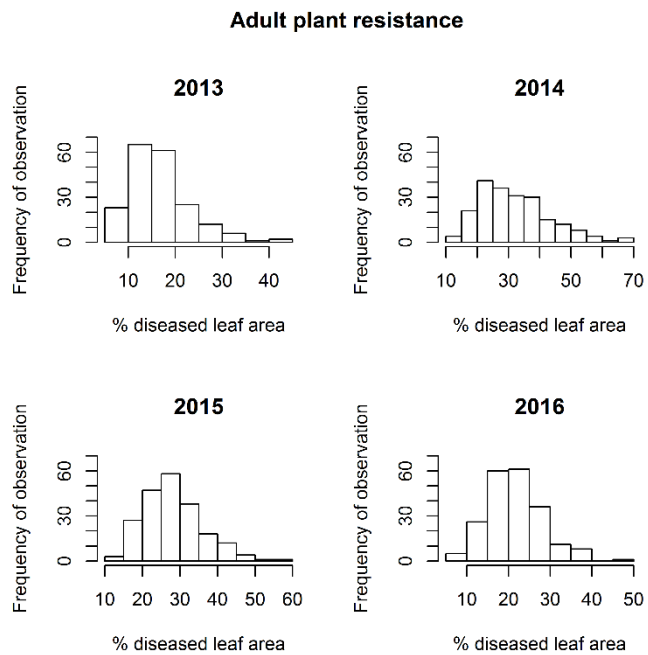 Adult plant resistance
2013
Frequency of observation
0 30 60
10 20 30 40
% diseased leaf area
2014
Frequency of observation
0 30 60
10 30 50 70
% diseased leaf area
2015
Frequency of observation
0 30 60
10 20 30 40 50 60
% diseased leaf area
2016
Frequency of observation
0 30 60
10 20 30 40 50
% diseased leaf area